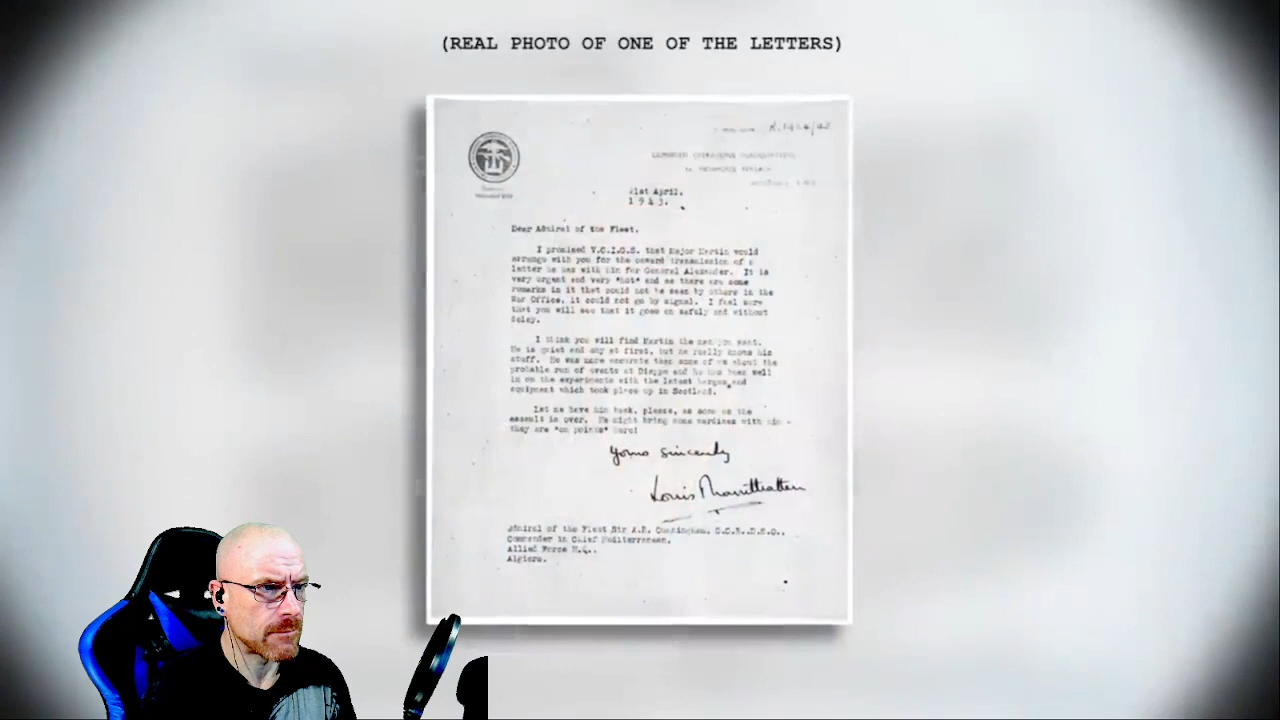 (REAL PHOTO OF ONE OF THE LETTERS)
21st April,
1943.
Dear Admiral of the Fleet,
I promised V.C.I.G.S. that Major Martin would
arrange with you for the onward transmission of a
letter he has with him for General Alexander. It is
very urgent and very "hot" and as there are some
remarks in it that could not be seen by others in the
War Office, it could not go by signal. I feel sure
that you will see that it goes on safely and without
delay.
I think you will find Martin the man you want.
He is quiet and shy at first, but he really knows his
stuff. He was more accurate than some of us about the
probable run of events at Dieppe and he has been well
in on the experiments with the latest barges and
equipment which took place up in Scotland.
Let me have him back, please, as soon as the
assault is over. He might bring some sardines with him -
they are "on points" here!
Yours sincerely
Louis Mountbatten
Admiral of the Fleet Sir A.B. Cunningham, G.C.B., D.S.O.,
Commander in Chief Mediterranean,
Allied Force H.Q.,
Algiers.